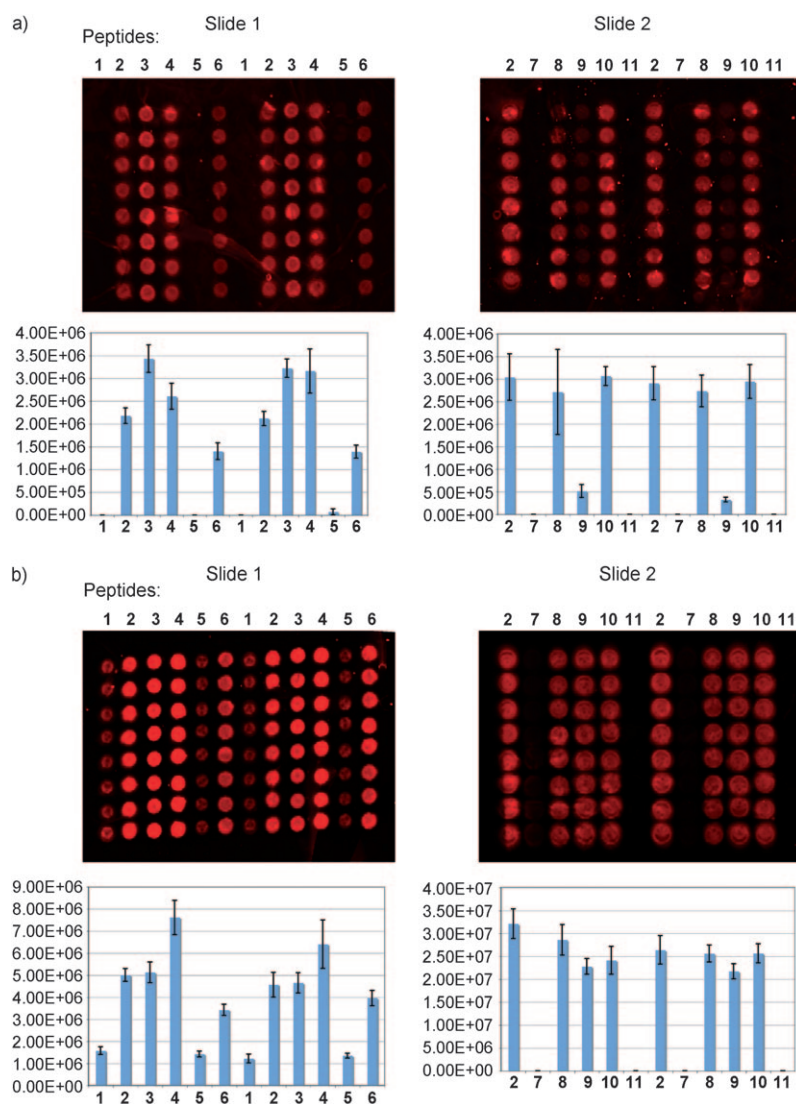 a) Slide 1 Slide 2
Peptides:
1 2 3 4 5 6 1 2 3 4 5 6
2 7 8 9 10 11 2 7 8 9 10 11
4.00E+06
3.50E+06
3.00E+06
2.50E+06
2.00E+06
1.50E+06
1.00E+06
5.00E+05
0.00E+00
1 2 3 4 5 6 1 2 3 4 5 6
4.00E+06
3.50E+06
3.00E+06
2.50E+06
2.00E+06
1.50E+06
1.00E+06
5.00E+05
0.00E+00
2 7 8 9 10 11 2 7 8 9 10 11
b) Slide 1 Slide 2
Peptides:
1 2 3 4 5 6 1 2 3 4 5 6
2 7 8 9 10 11 2 7 8 9 10 11
9.00E+06
8.00E+06
7.00E+06
6.00E+06
5.00E+06
4.00E+06
3.00E+06
2.00E+06
1.00E+06
0.00E+00
1 2 3 4 5 6 1 2 3 4 5 6
4.00E+07
3.50E+07
3.00E+07
2.50E+07
2.00E+07
1.50E+07
1.00E+07
5.00E+06
0.00E+00
2 7 8 9 10 11 2 7 8 9 10 11